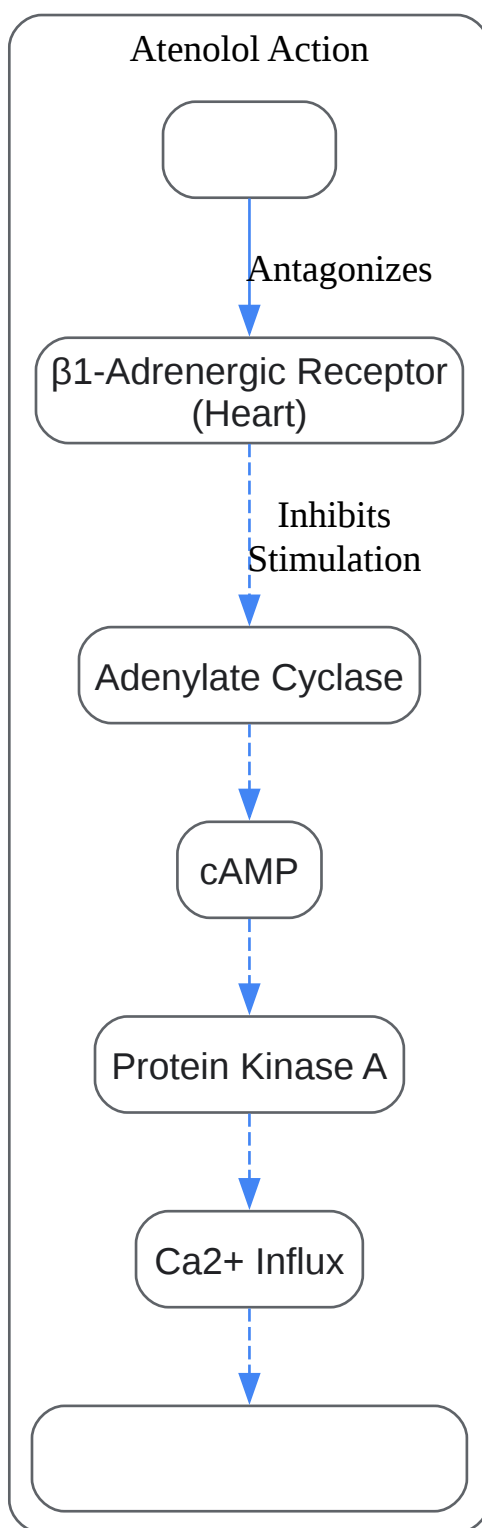 Atenolol Action
Antagonizes
β1-Adrenergic Receptor
(Heart)
Inhibits
Stimulation
Adenylate Cyclase
cAMP
Protein Kinase A
Ca2+ Influx